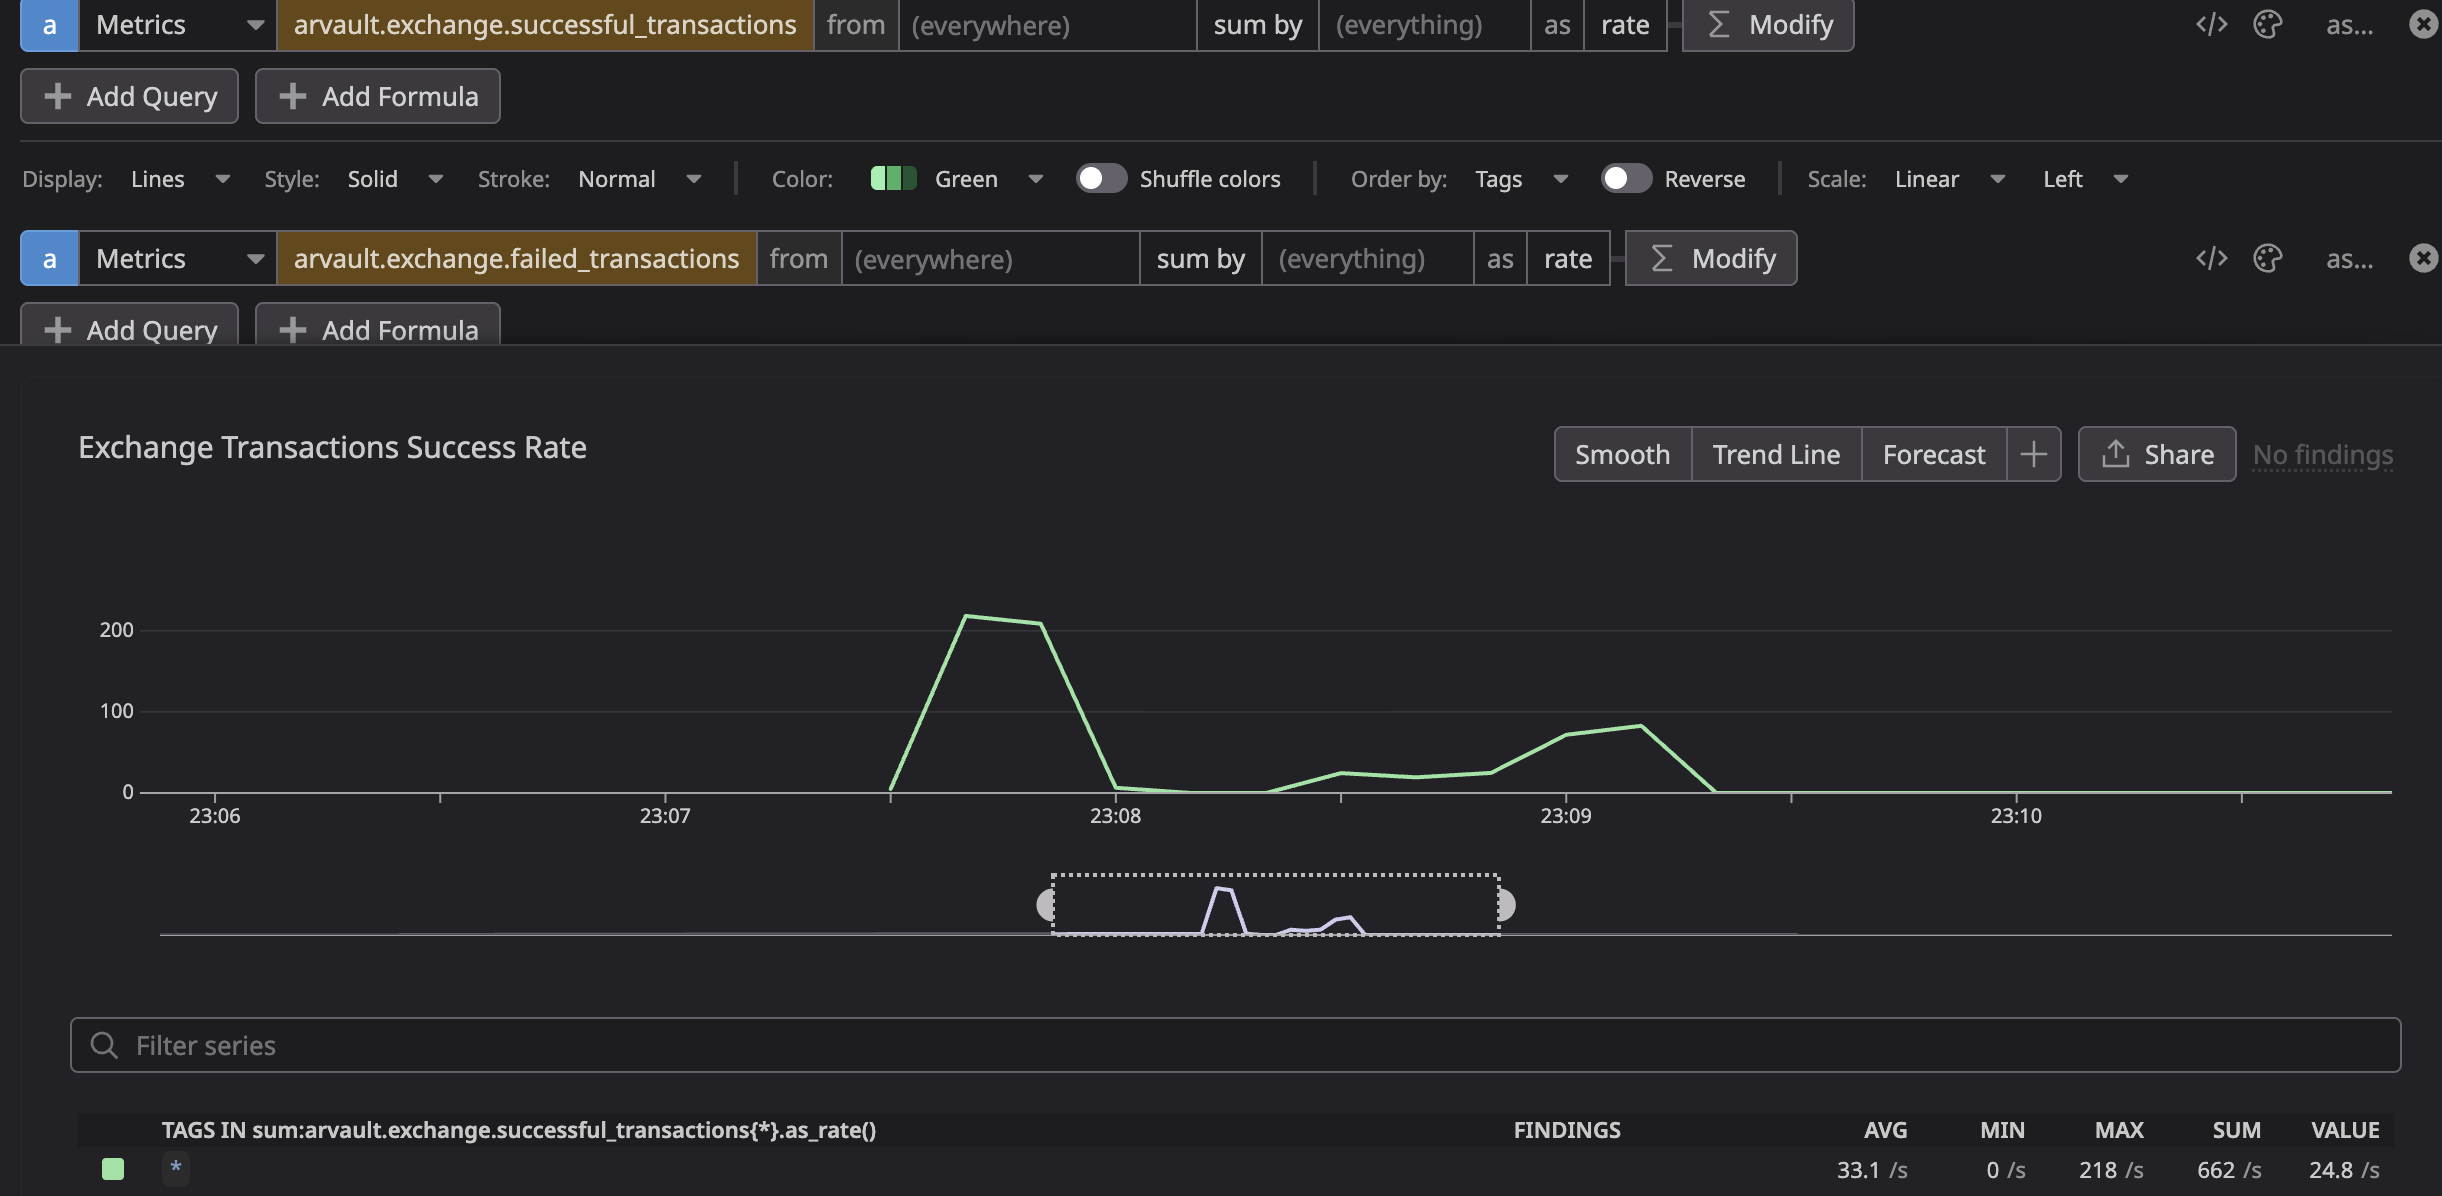 a Metrics arvault.exchange.successful_transactions from (everywhere) sum by (everything) as rate Σ Modify </> as...
+ Add Query + Add Formula
Display: Lines Style: Solid Stroke: Normal Color: Green Shuffle colors Order by: Tags Reverse Scale: Linear Left
a Metrics arvault.exchange.failed_transactions from (everywhere) sum by (everything) as rate Σ Modify </> as...
+ Add Query + Add Formula
Exchange Transactions Success Rate
Smooth Trend Line Forecast + Share No findings
200
100
0
23:06 23:07 23:08 23:09 23:10
Filter series
TAGS IN sum:arvault.exchange.successful_transactions{*}.as_rate() FINDINGS AVG MIN MAX SUM VALUE
* 33.1 /s 0 /s 218 /s 662 /s 24.8 /s